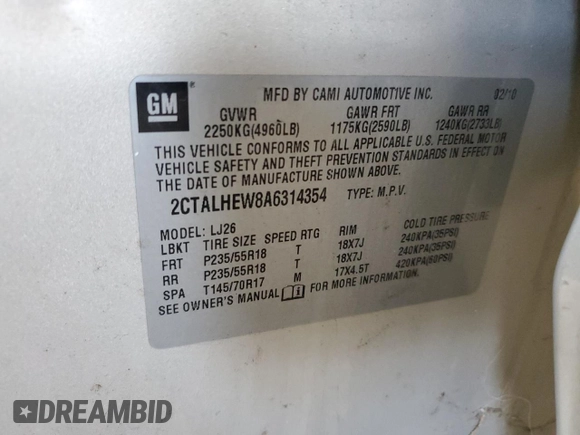 GM
MFD BY CAMI AUTOMOTIVE INC. 02/10
GVWR GAWR FRT GAWR RR
2250KG(4960LB) 1175KG(2590LB) 1240KG(2733LB)
THIS VEHICLE CONFORMS TO ALL APPLICABLE U.S. FEDERAL MOTOR
VEHICLE SAFETY AND THEFT PREVENTION STANDARDS IN EFFECT ON
THE DATE OF MANUFACTURE SHOWN ABOVE.
2CTALHEW8A6314354 TYPE: M.P.V.
MODEL: LJ26
LBKT TIRE SIZE SPEED RTG RIM COLD TIRE PRESSURE
FRT P235/55R18 T 18X7J 240KPA(35PSI)
RR P235/55R18 T 18X7J 240KPA(35PSI)
SPA T145/70R17 M 17X4.5T 420KPA(60PSI)
SEE OWNER'S MANUAL FOR MORE INFORMATION
DREAMBID